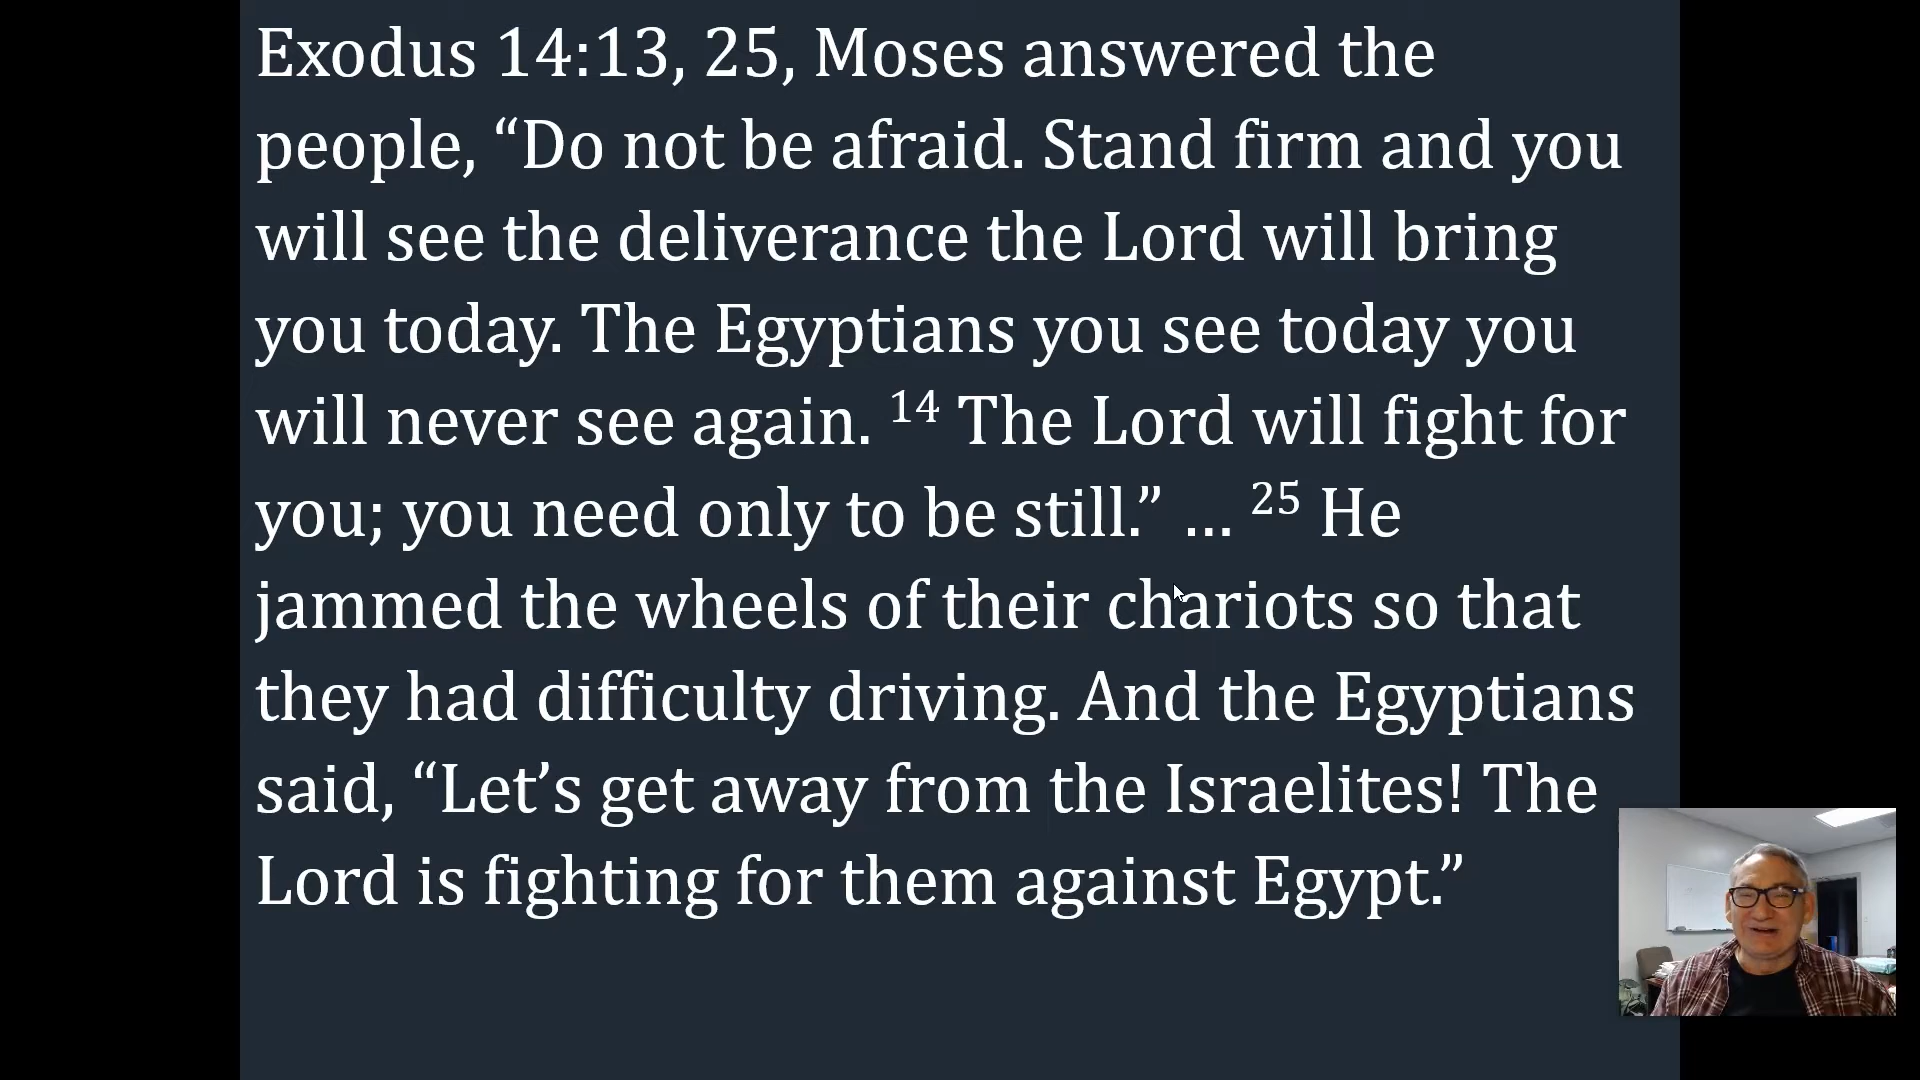 Exodus 14:13, 25, Moses answered the
people, “Do not be afraid. Stand firm and you
will see the deliverance the Lord will bring
you today. The Egyptians you see today you
will never see again. 14 The Lord will fight for
you; you need only to be still.” … 25 He
jammed the wheels of their chariots so that
they had difficulty driving. And the Egyptians
said, “Let’s get away from the Israelites! The
Lord is fighting for them against Egypt.”